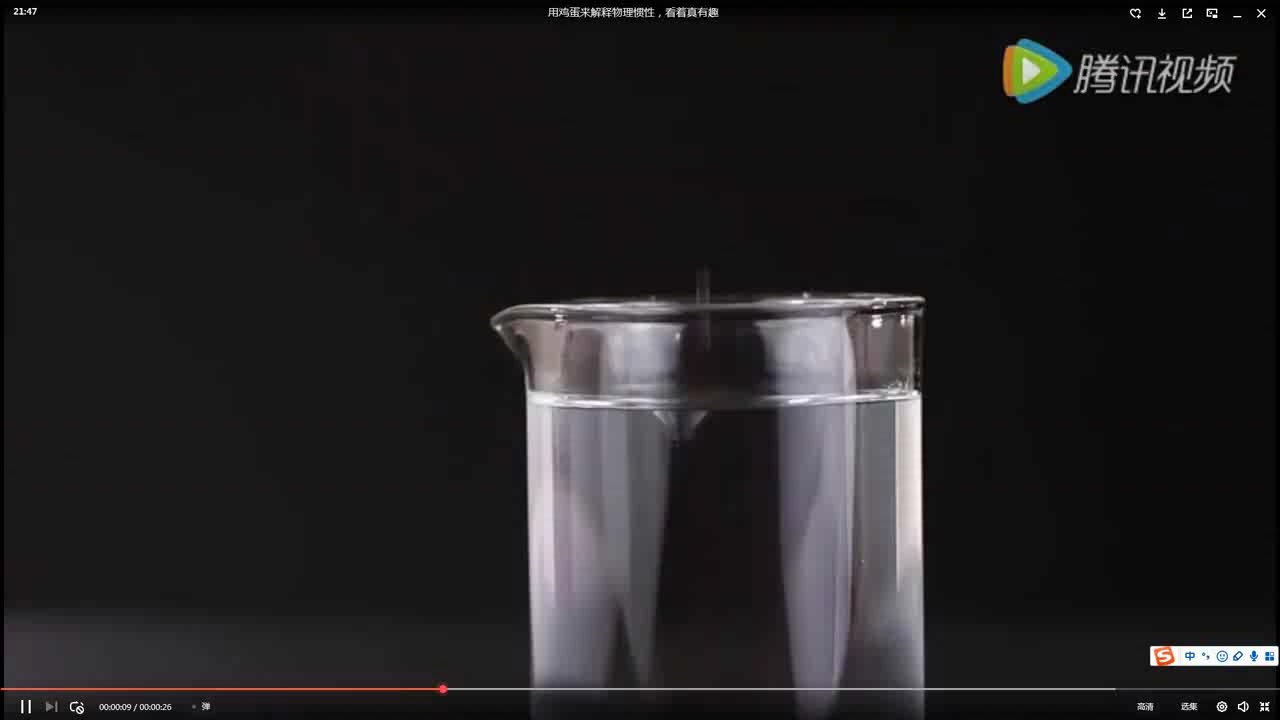 21:47
用鸡蛋来解释物理惯性，看着真有趣
腾讯视频
中
00:00:09 / 00:00:26
弹
高清
选集